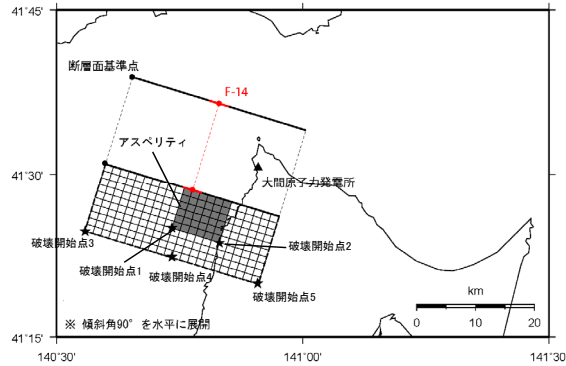 41°45'
断層面基準点
F-14
アスペリティ
41°30'
大間原子力発電所
破壊開始点3
破壊開始点2
破壊開始点1
破壊開始点4
破壊開始点5
km
0 10 20
※ 傾斜角90°を水平に展開
41°15'
140°30' 141°00' 141°30'